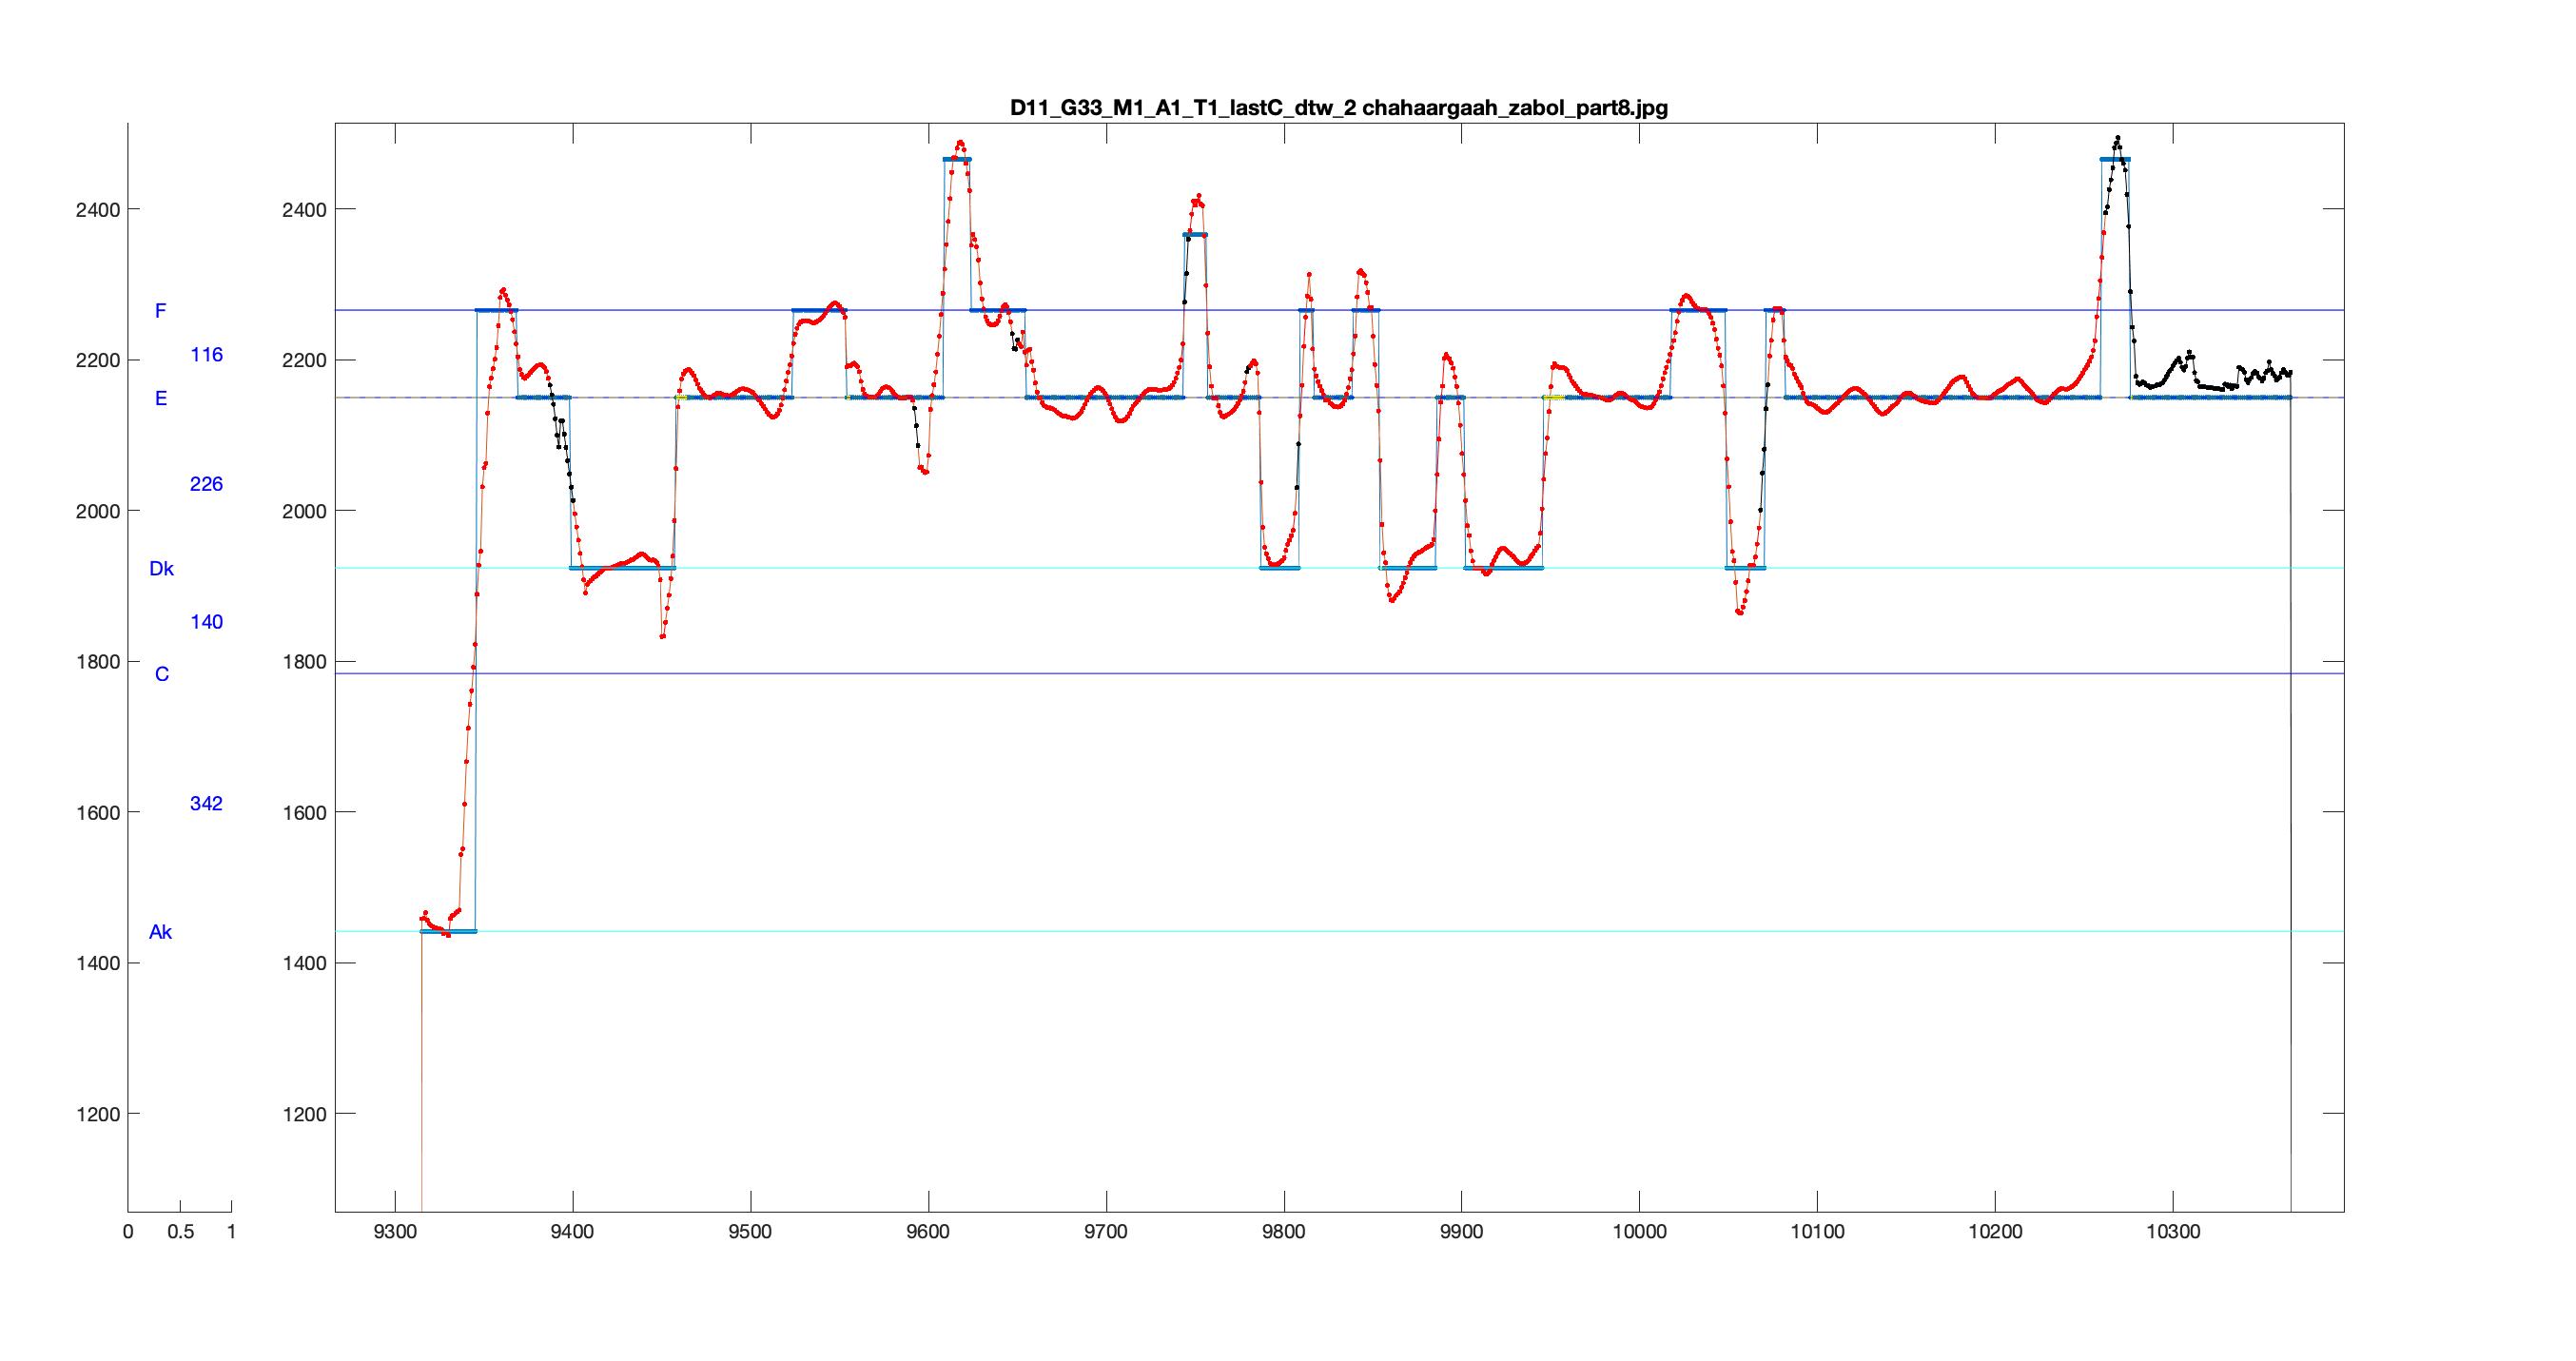 D11_G33_M1_A1_T1_lastC_dtw_2 chahaargaah_zabol_part8.jpg
2400 2400
F
116
2200 2200
E
226
2000 2000
Dk
140
1800 1800
C
342
1600 1600
Ak
1400 1400
1200 1200
0 0.5 1 9300 9400 9500 9600 9700 9800 9900 10000 10100 10200 10300